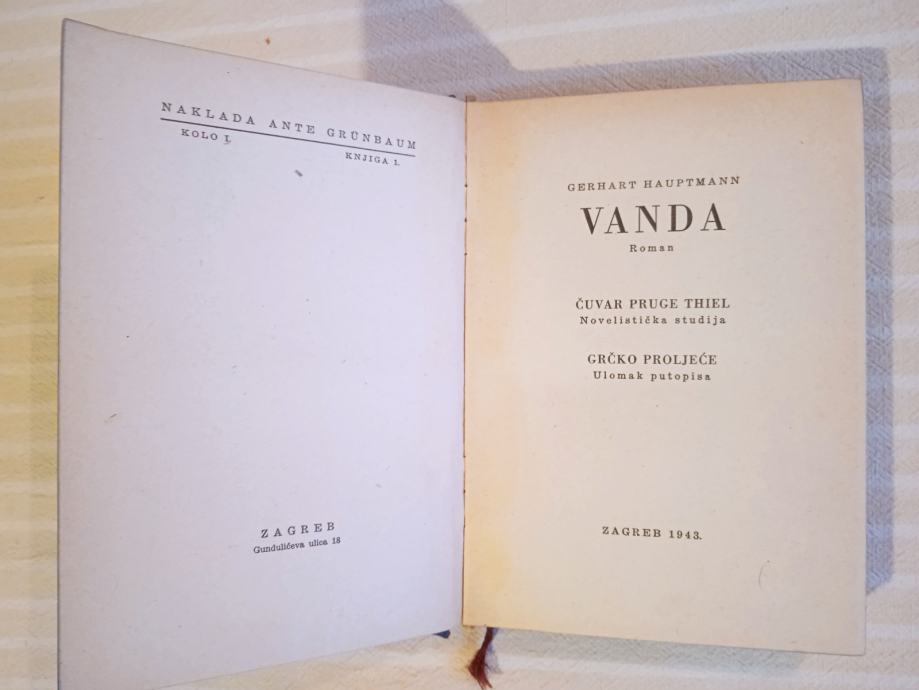 NAKLADA ANTE GRÜNBAUM
KOLO I.
KNJIGA 1.
ZAGREB
Gundulićeva ulica 18
GERHART HAUPTMANN
VANDA
Roman
ČUVAR PRUGE THIEL
Novelistička studija
GRČKO PROLJEĆE
Ulomak putopisa
ZAGREB 1943.